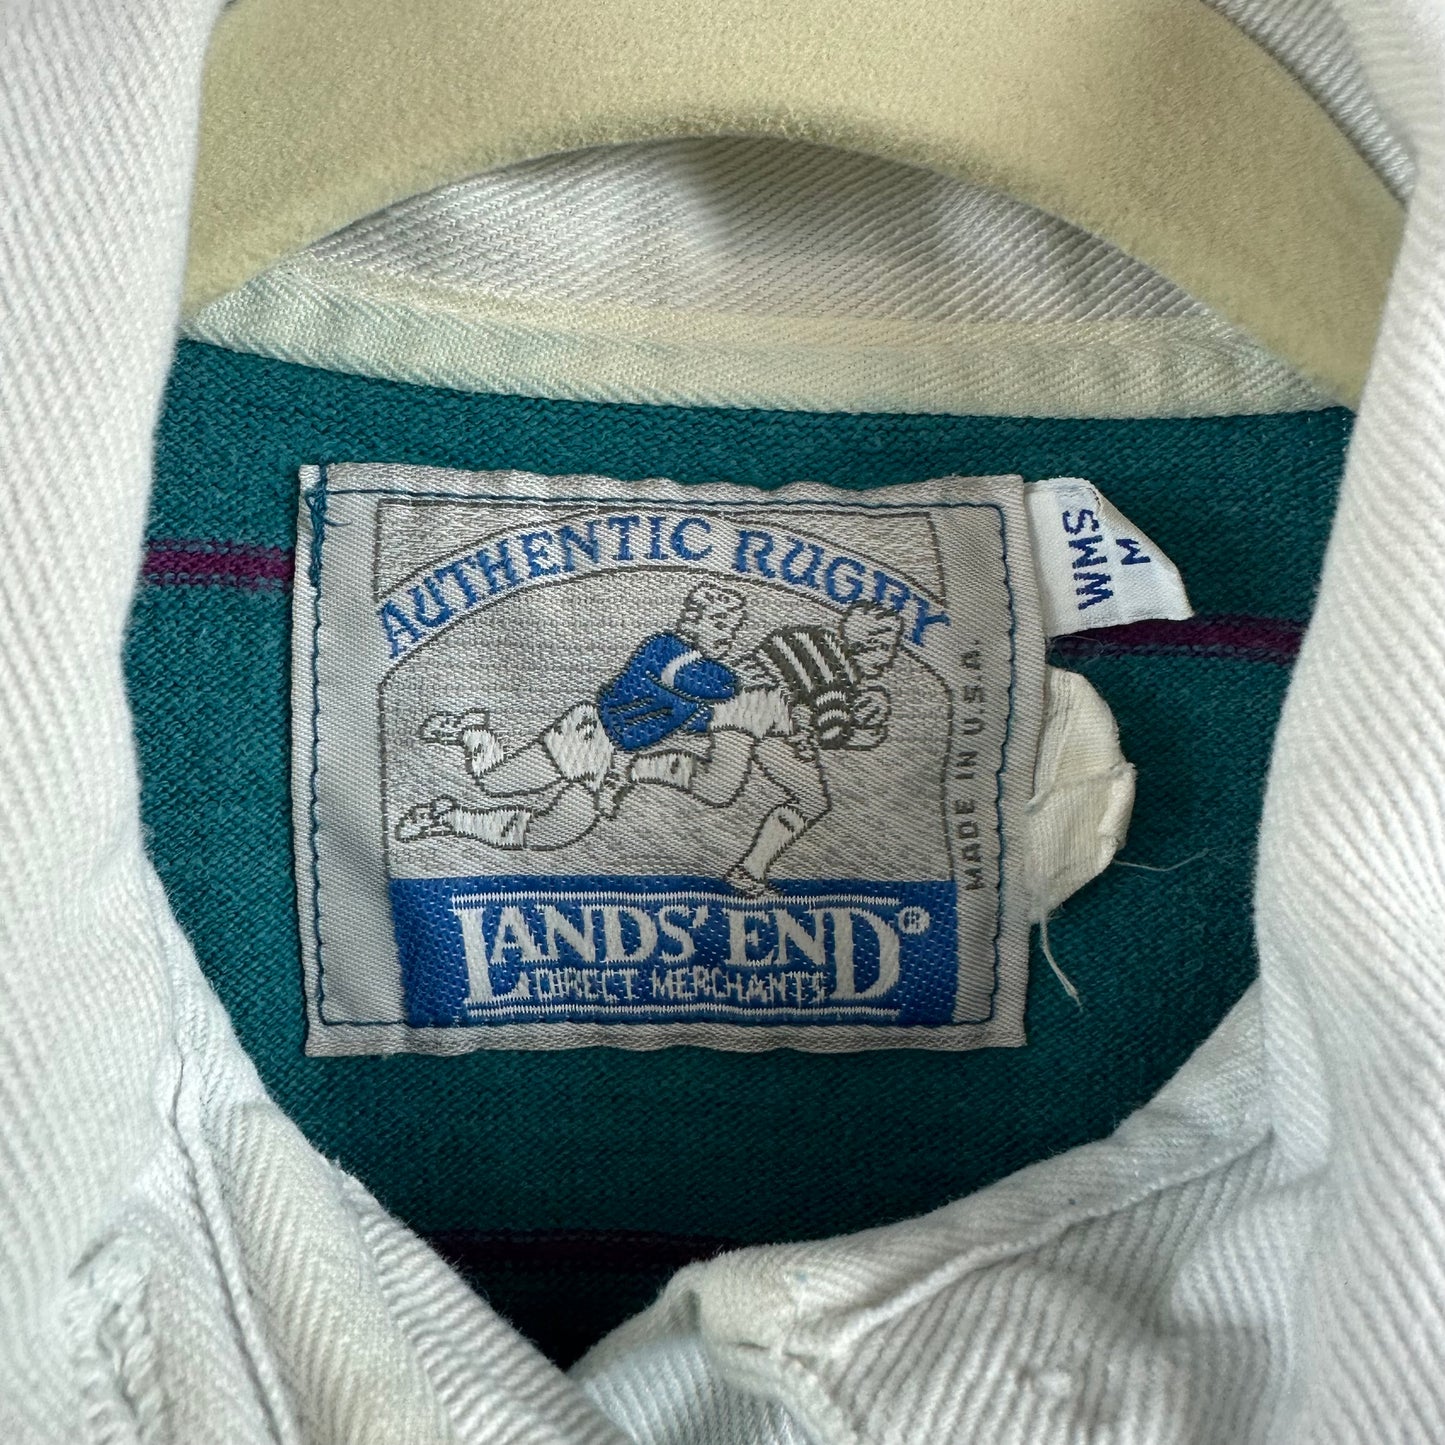 AUTHENTIC RUGBY
LANDS' END®
DIRECT MERCHANTS
MADE IN U.S.A.
WMS
M